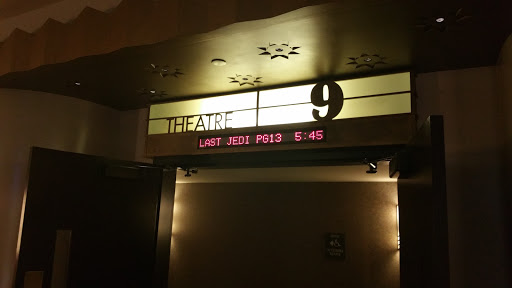 THEATRE 9
LAST JEDI PG13 5:45